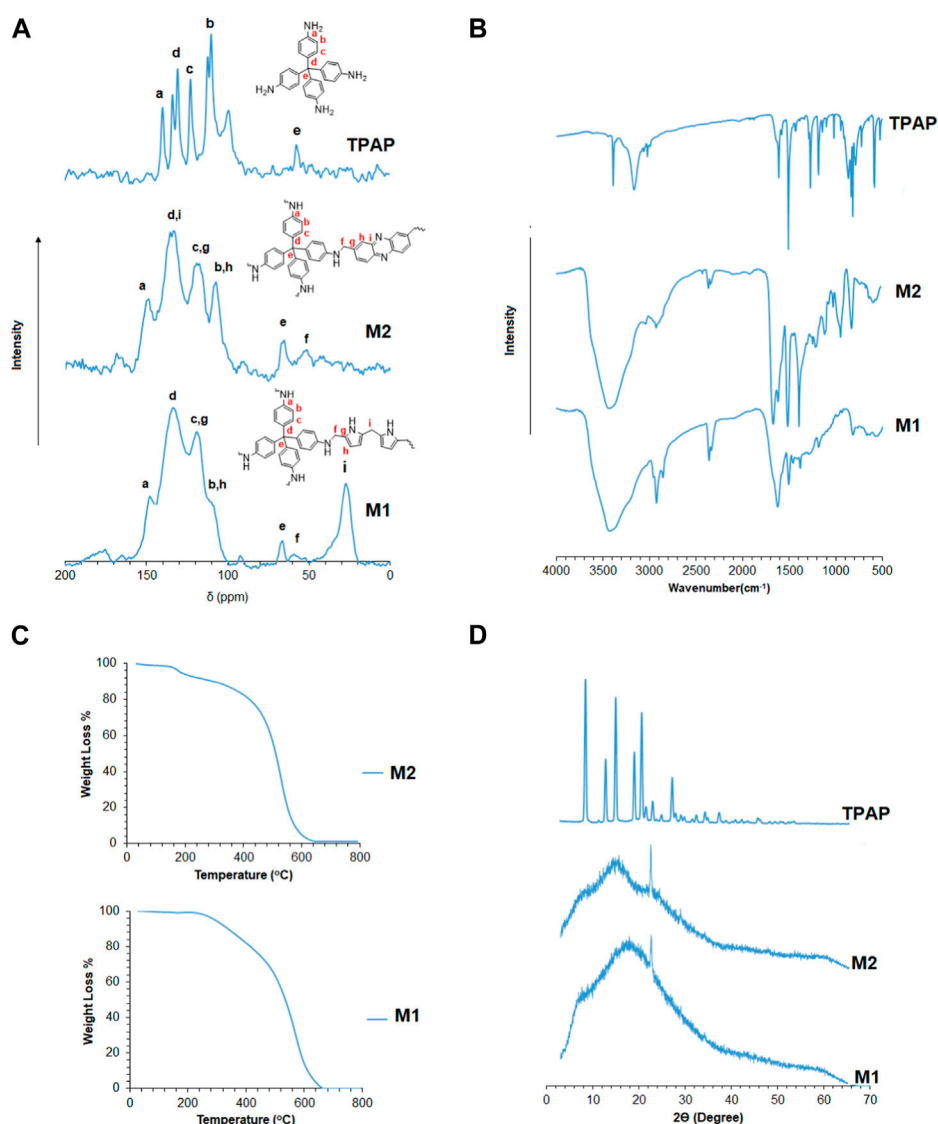 A
b
NH2
a
b
c
d
e
NH2
H2N
NH2
d
c
a
e
TPAP
NH
a
b
c
d
e
f
g
h
i
N
N
N
H
NH
NH
d,i
c,g
b,h
a
e
f
M2
NH
a
b
c
d
e
f
g
h
i
HN
HN
N
H
NH
NH
d
c,g
b,h
a
e
f
i
M1
Intensity
200
150
100
50
0
δ (ppm)
B
TPAP
M2
M1
Intensity
4000
3500
3000
2500
2000
1500
1000
500
Wavenumber(cm-1)
C
100
80
60
40
20
0
Weight Loss %
M2
0
200
400
600
800
Temperature (oC)
100
80
60
40
20
0
Weight Loss %
M1
0
200
400
600
800
Temperature (oC)
D
TPAP
M2
M1
0
10
20
30
40
50
60
70
2Θ (Degree)